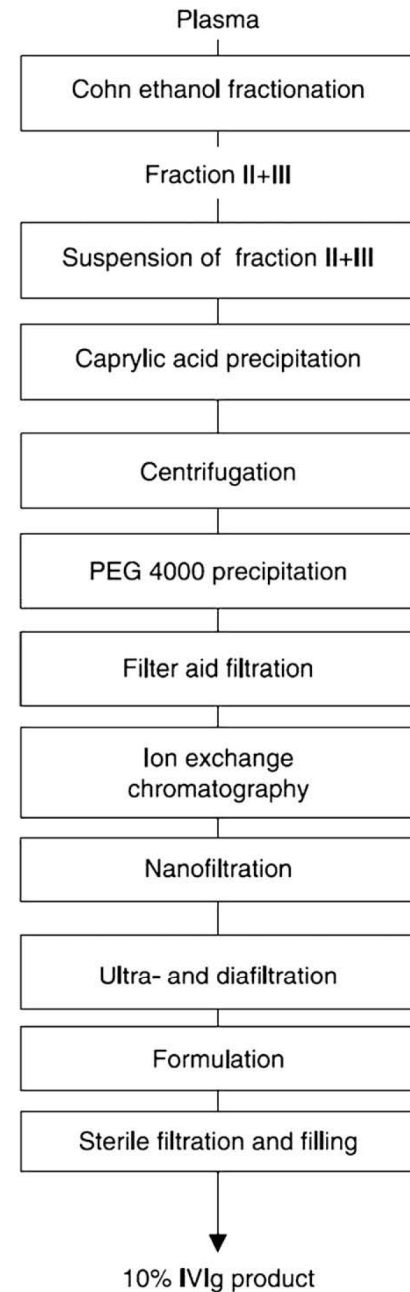 Plasma
Cohn ethanol fractionation
Fraction II+III
Suspension of fraction II+III
Caprylic acid precipitation
Centrifugation
PEG 4000 precipitation
Filter aid filtration
Ion exchange
chromatography
Nanofiltration
Ultra- and diafiltration
Formulation
Sterile filtration and filling
10% IVIg product